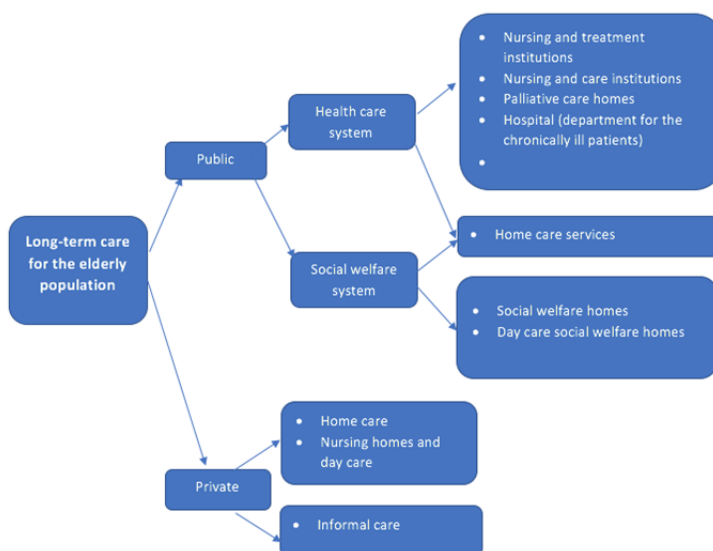 • Nursing and treatment
institutions
• Nursing and care institutions
• Palliative care homes
• Hospital (department for the
chronically ill patients)
•
Health care
system
Public
• Home care services
Long-term care
for the elderly
population
Social welfare
system
• Social welfare homes
• Day care social welfare homes
• Home care
• Nursing homes and
day care
Private
• Informal care